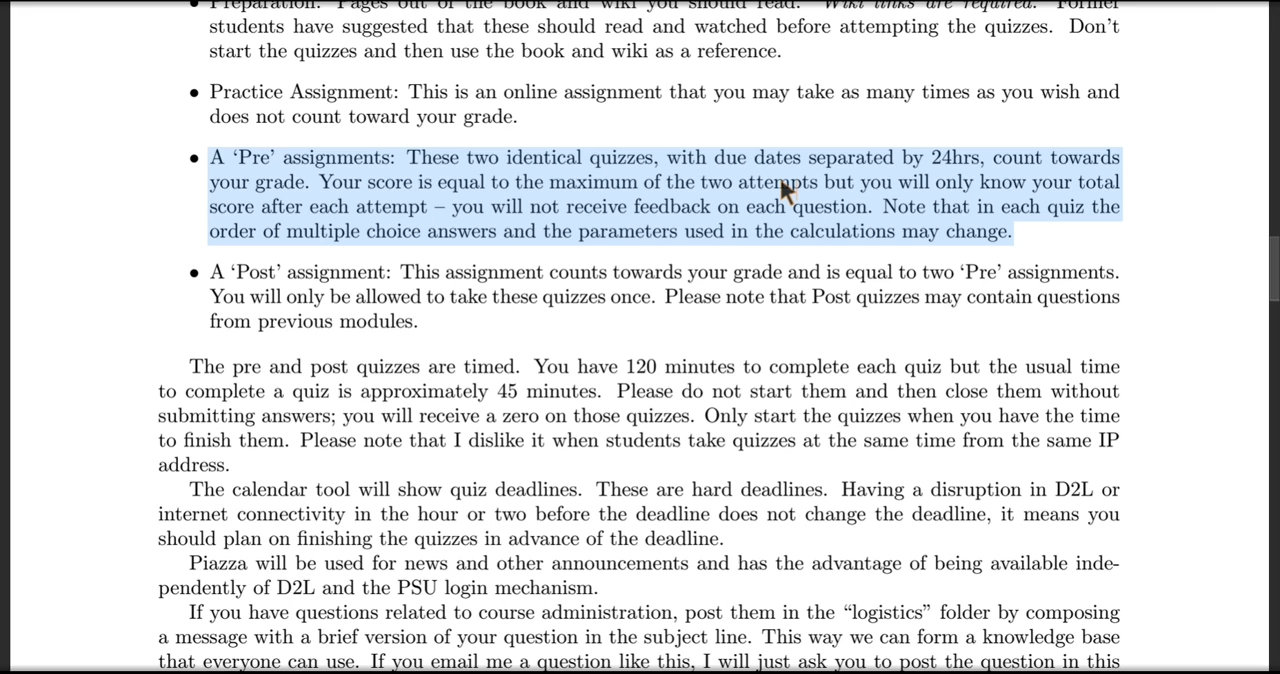 • Preparation: Pages out of the book and wiki you should read. Wiki links are required. Former
students have suggested that these should read and watched before attempting the quizzes. Don't
start the quizzes and then use the book and wiki as a reference.
• Practice Assignment: This is an online assignment that you may take as many times as you wish and
does not count toward your grade.
• A ‘Pre’ assignments: These two identical quizzes, with due dates separated by 24hrs, count towards
your grade. Your score is equal to the maximum of the two attempts but you will only know your total
score after each attempt – you will not receive feedback on each question. Note that in each quiz the
order of multiple choice answers and the parameters used in the calculations may change.
• A ‘Post’ assignment: This assignment counts towards your grade and is equal to two ‘Pre’ assignments.
You will only be allowed to take these quizzes once. Please note that Post quizzes may contain questions
from previous modules.
The pre and post quizzes are timed. You have 120 minutes to complete each quiz but the usual time
to complete a quiz is approximately 45 minutes. Please do not start them and then close them without
submitting answers; you will receive a zero on those quizzes. Only start the quizzes when you have the time
to finish them. Please note that I dislike it when students take quizzes at the same time from the same IP
address.
The calendar tool will show quiz deadlines. These are hard deadlines. Having a disruption in D2L or
internet connectivity in the hour or two before the deadline does not change the deadline, it means you
should plan on finishing the quizzes in advance of the deadline.
Piazza will be used for news and other announcements and has the advantage of being available inde-
pendently of D2L and the PSU login mechanism.
If you have questions related to course administration, post them in the “logistics” folder by composing
a message with a brief version of your question in the subject line. This way we can form a knowledge base
that everyone can use. If you email me a question like this, I will just ask you to post the question in this